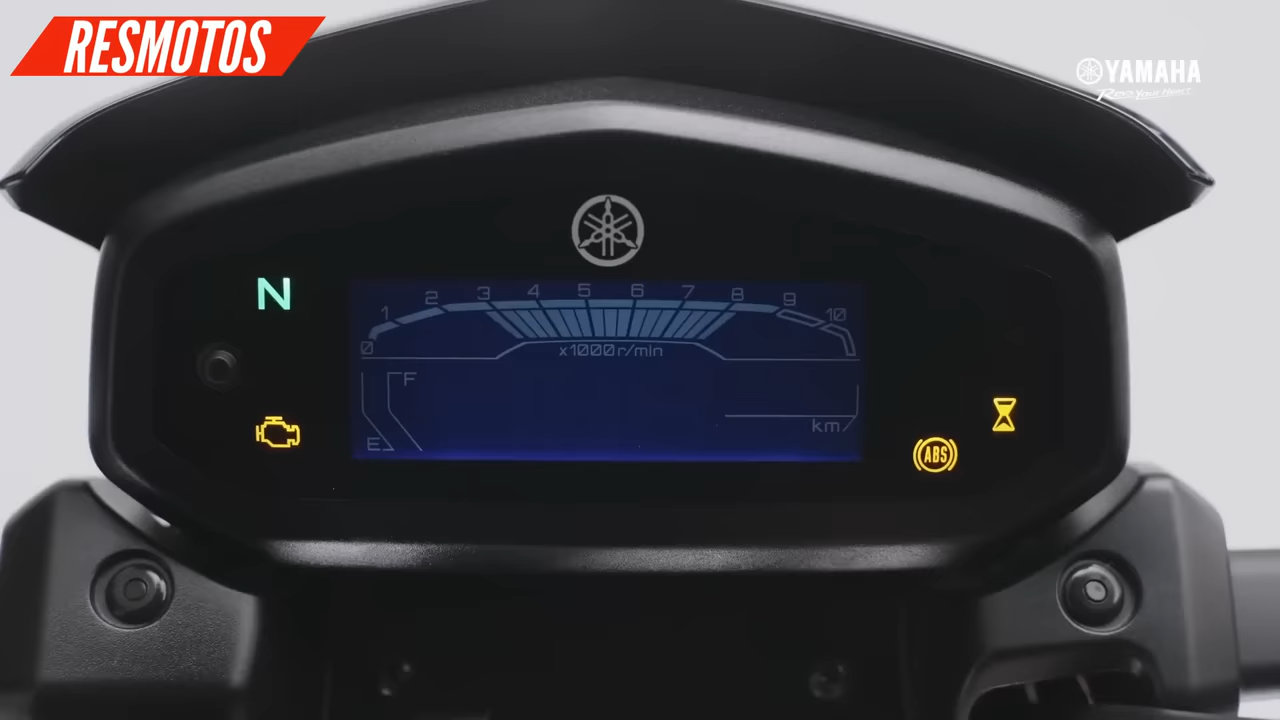 RESMOTOS
YAMAHA
Revs Your Heart
N
0 1 2 3 4 5 6 7 8 9 10
x1000 r/min
F
E
km/
ABS